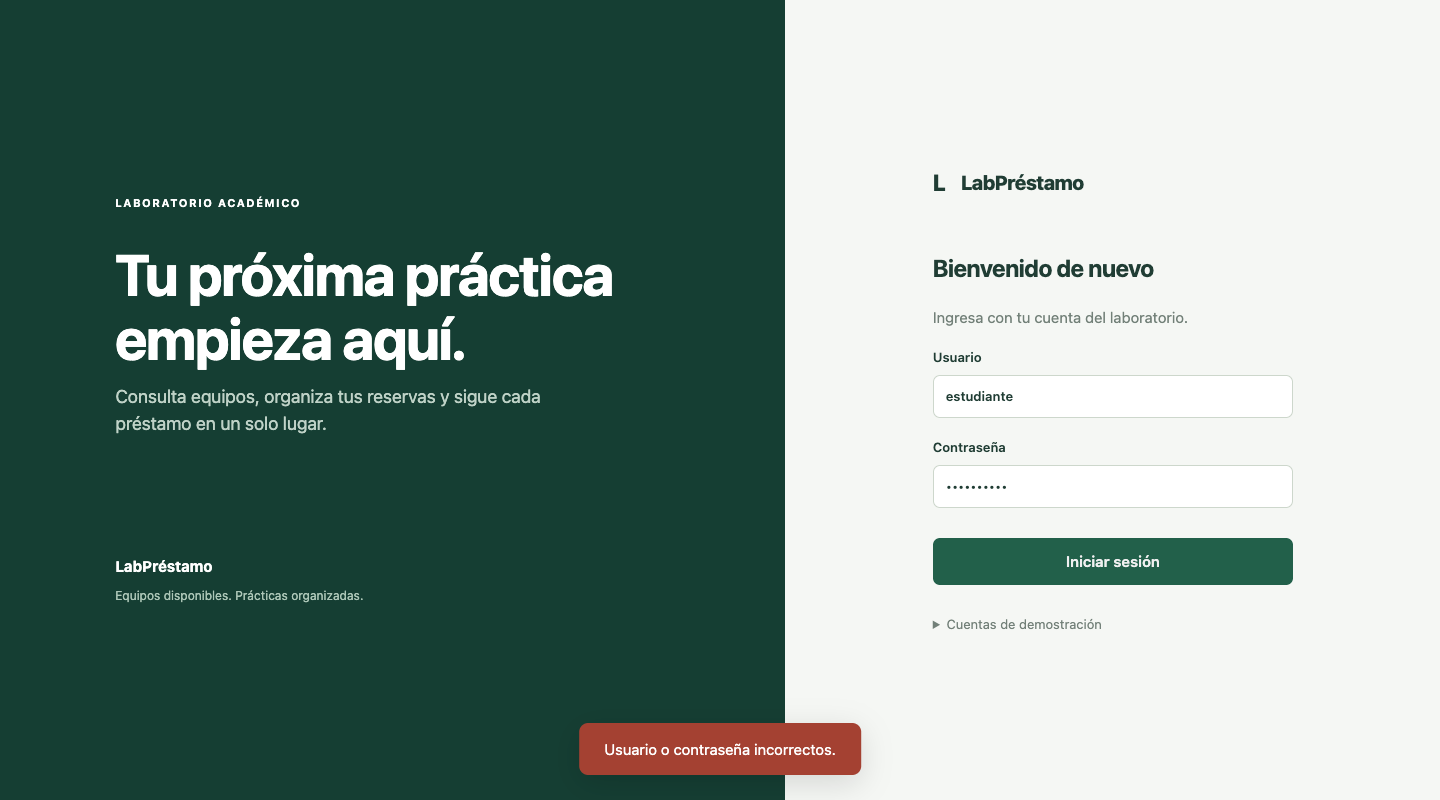 LABORATORIO ACADÉMICO
Tu próxima práctica
empieza aquí.
Consulta equipos, organiza tus reservas y sigue cada
préstamo en un solo lugar.
LabPréstamo
Equipos disponibles. Prácticas organizadas.
L LabPréstamo
Bienvenido de nuevo
Ingresa con tu cuenta del laboratorio.
Usuario
estudiante
Contraseña
••••••••••
Iniciar sesión
Cuentas de demostración
Usuario o contraseña incorrectos.